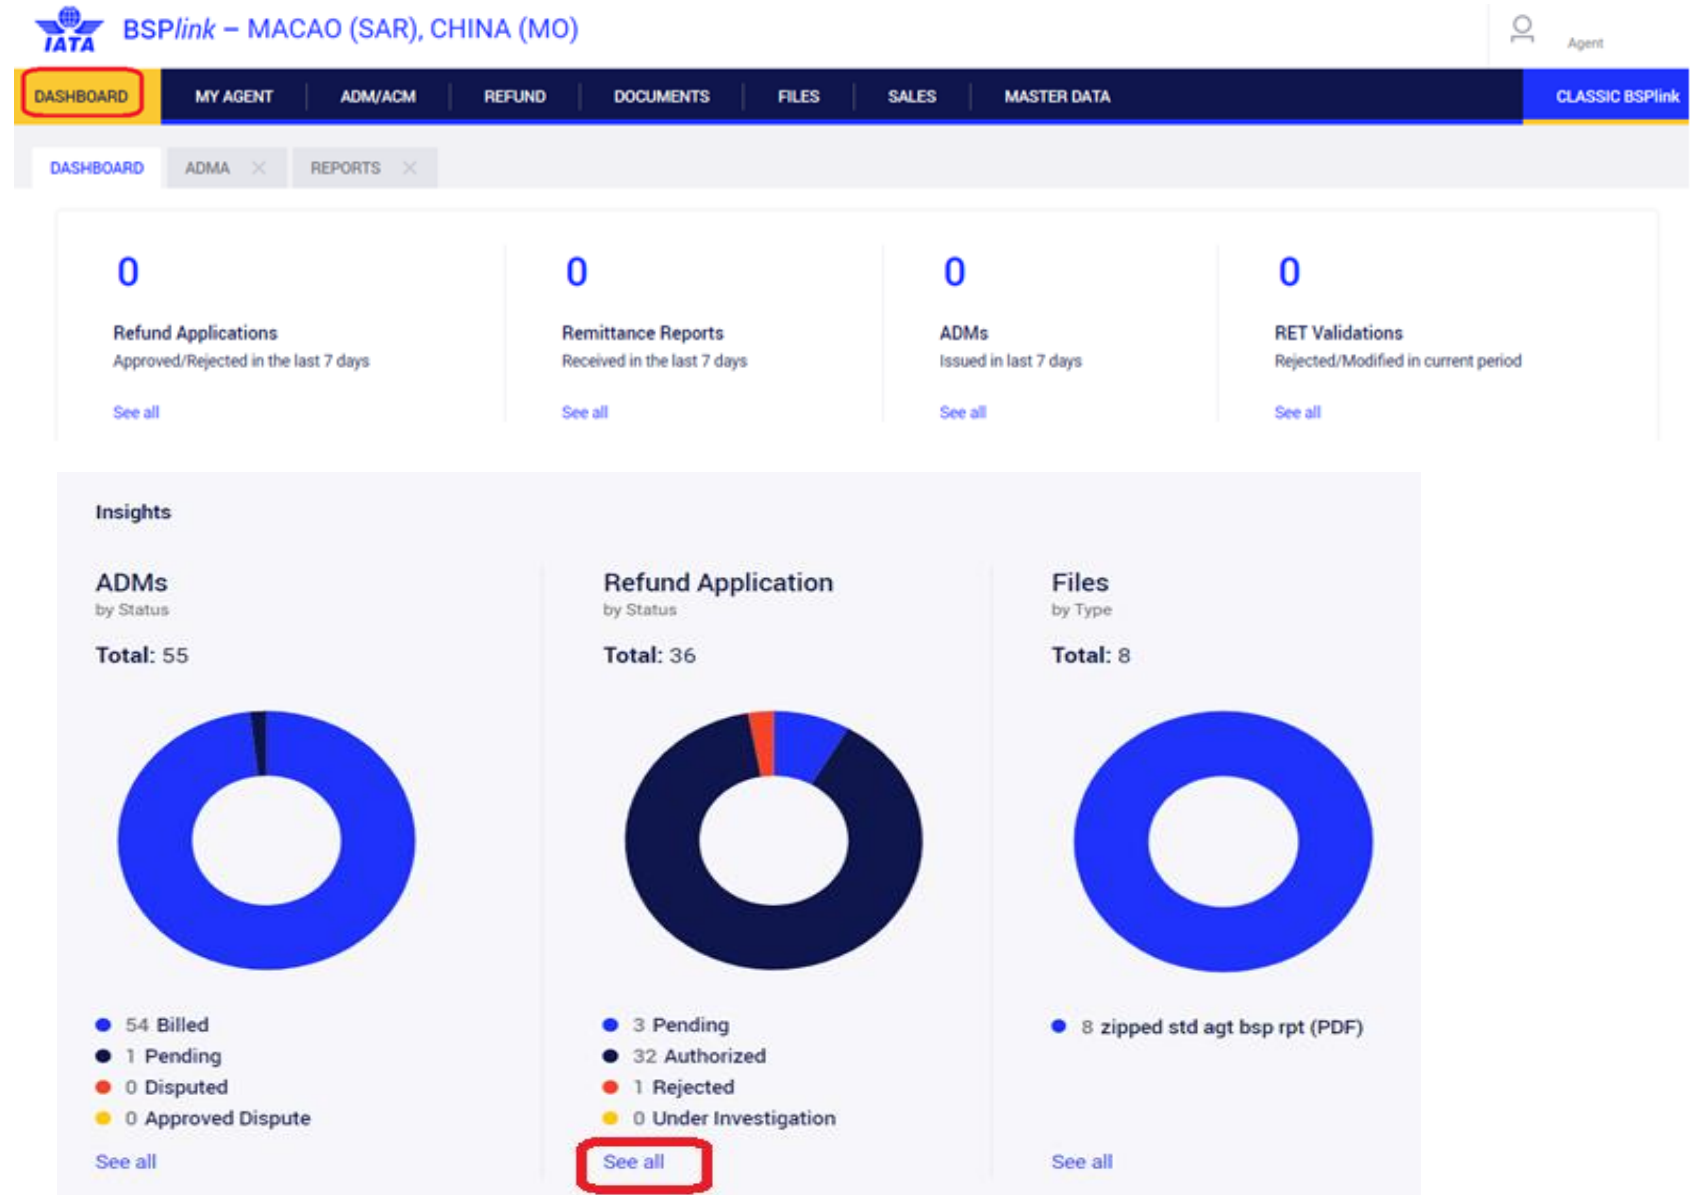 IATA
BSPlink – MACAO (SAR), CHINA (MO)
Agent
DASHBOARD MY AGENT ADM/ACM REFUND DOCUMENTS FILES SALES MASTER DATA CLASSIC BSPlink
DASHBOARD ADMA REPORTS
0 0 0 0
Refund Applications Remittance Reports ADMs RET Validations
Approved/Rejected in the last 7 days Received in the last 7 days Issued in last 7 days Rejected/Modified in current period
See all See all See all See all
Insights
ADMs Refund Application Files
by Status by Status by Type
Total: 55 Total: 36 Total: 8
54 Billed 3 Pending 8 zipped std agt bsp rpt (PDF)
1 Pending 32 Authorized
0 Disputed 1 Rejected
0 Approved Dispute 0 Under Investigation
See all See all See all